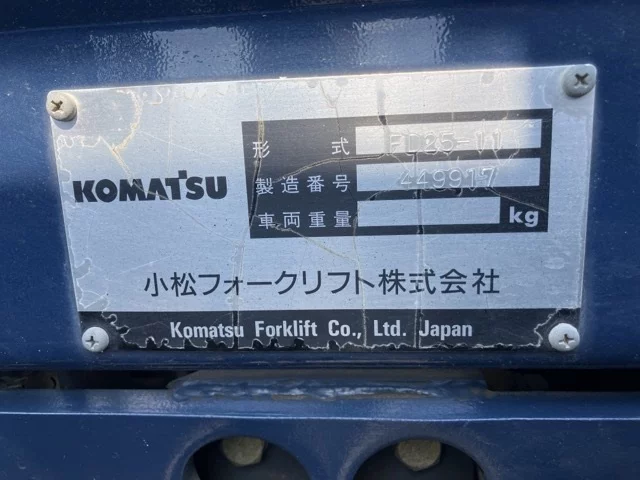 KOMATSU
形 式 FD25-11
製造番号 449917
車両重量 kg
小松フォークリフト株式会社
Komatsu Forklift Co., Ltd. Japan